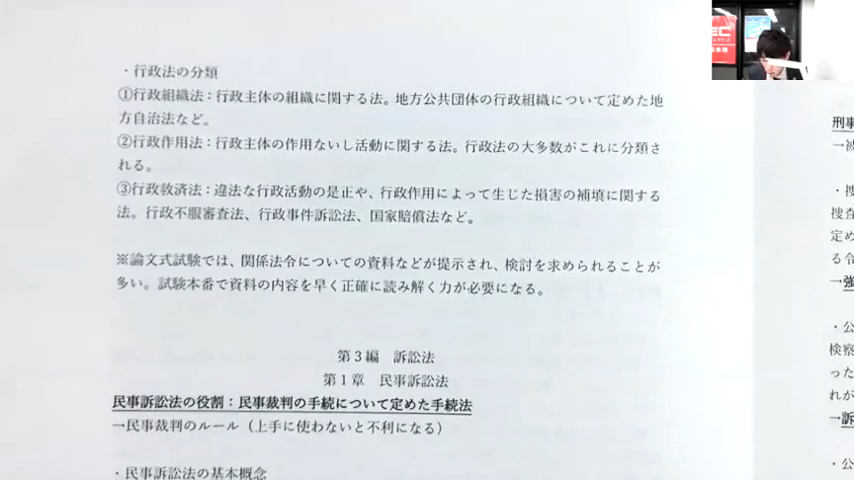 ・行政法の分類
①行政組織法：行政主体の組織に関する法。地方公共団体の行政組織について定めた地
方自治法など。
②行政作用法：行政主体の作用ないし活動に関する法。行政法の大多数がこれに分類さ
れる。
③行政救済法：違法な行政活動の是正や、行政作用によって生じた損害の補填に関する
法。行政不服審査法、行政事件訴訟法、国家賠償法など。
※論文式試験では、関係法令についての資料などが提示され、検討を求められることが
多い。試験本番で資料の内容を早く正確に読み解く力が必要になる。
第３編　訴訟法
第１章　民事訴訟法
民事訴訟法の役割：民事裁判の手続について定めた手続法
→民事裁判のルール（上手に使わないと不利になる）
・民事訴訟法の基本概念
刑事
→被
・捜
捜査
定め
る令
→強
・公
検察
った
れが
→訴
・公